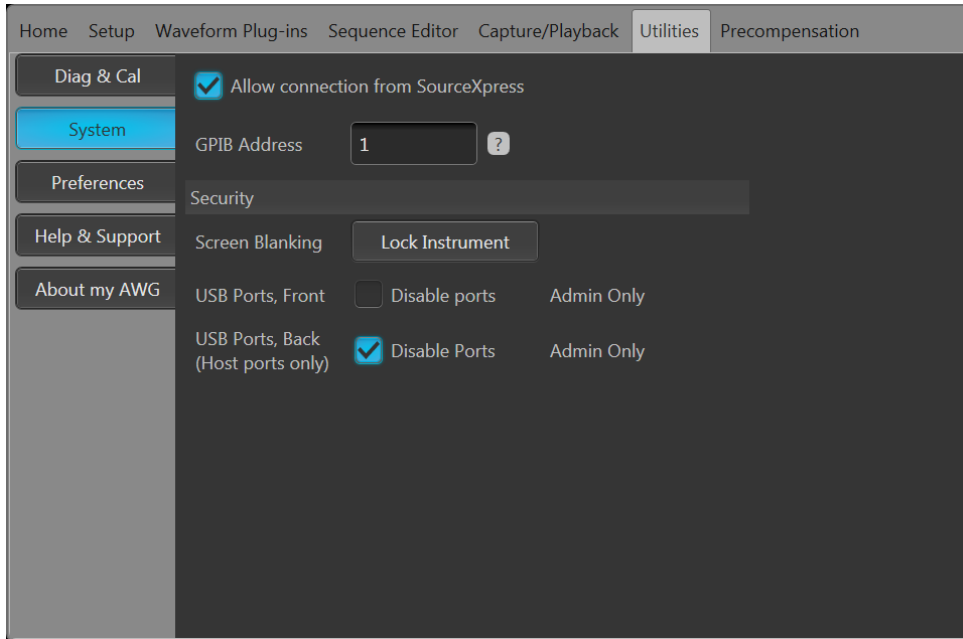 Home Setup Waveform Plug-ins Sequence Editor Capture/Playback Utilities Precompensation
Diag & Cal
System
Preferences
Help & Support
About my AWG
Allow connection from SourceXpress
GPIB Address 1 ?
Security
Screen Blanking Lock Instrument
USB Ports, Front Disable ports Admin Only
USB Ports, Back
(Host ports only) Disable Ports Admin Only